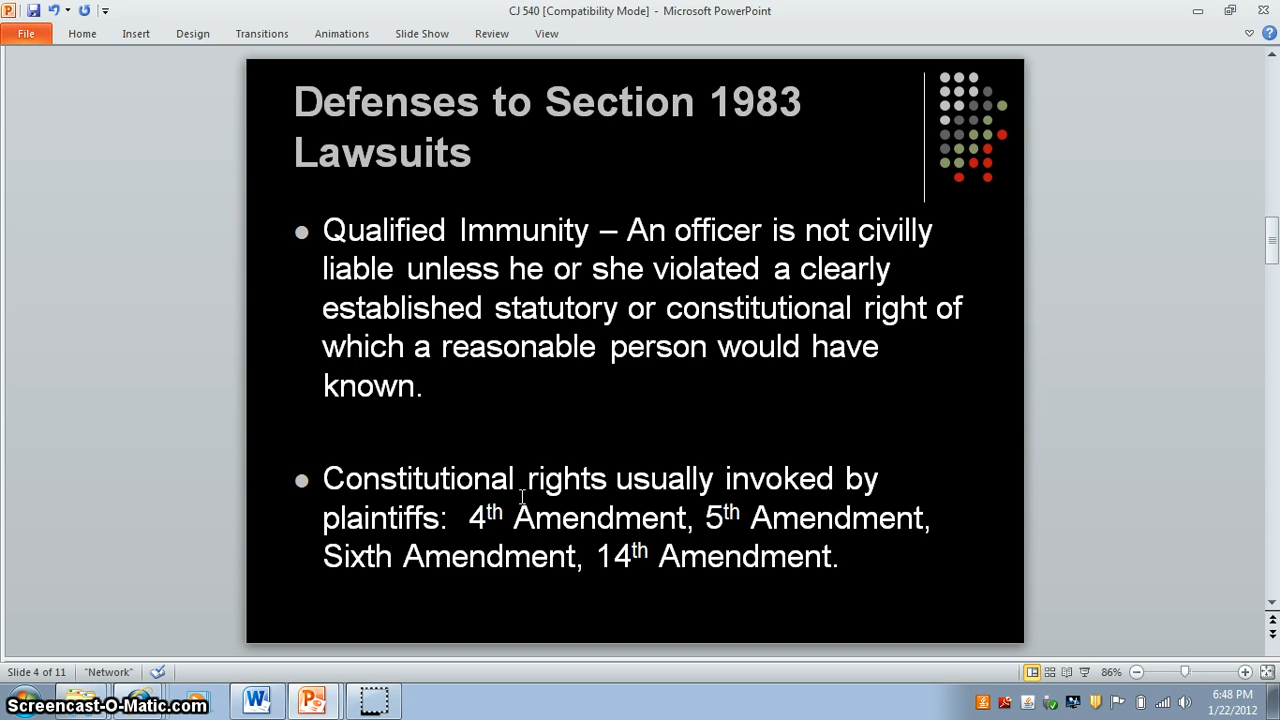 CJ 540 [Compatibility Mode] - Microsoft PowerPoint
File Home Insert Design Transitions Animations Slide Show Review View
Defenses to Section 1983
Lawsuits
● Qualified Immunity – An officer is not civilly
liable unless he or she violated a clearly
established statutory or constitutional right of
which a reasonable person would have
known.
● Constitutional rights usually invoked by
plaintiffs: 4th Amendment, 5th Amendment,
Sixth Amendment, 14th Amendment.
Slide 4 of 11 "Network" 86%
Screencast-O-Matic.com
6:48 PM
1/22/2012